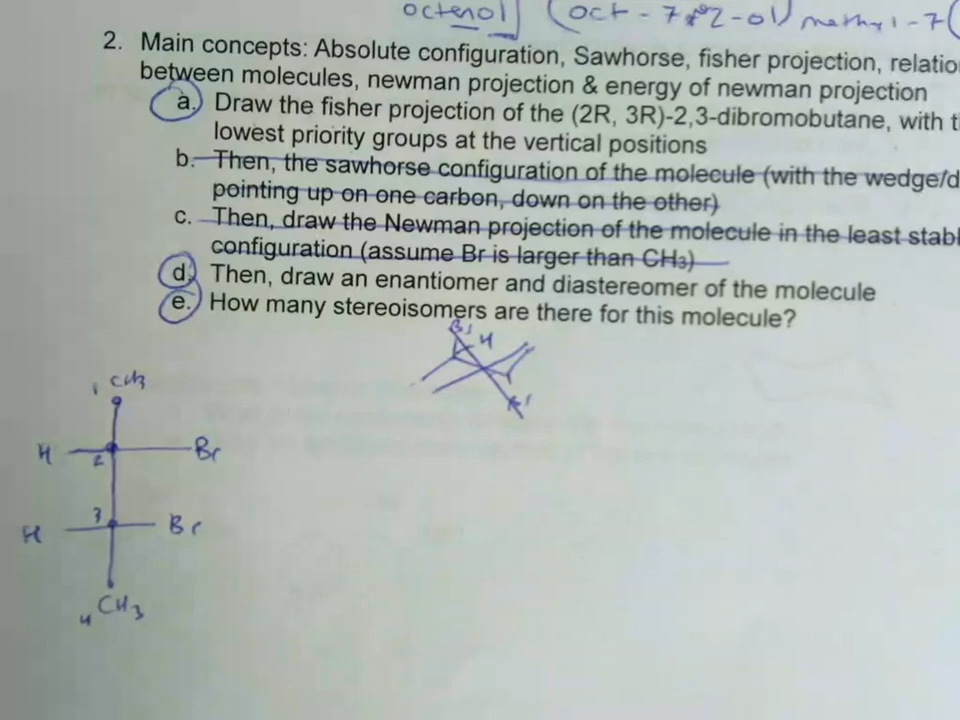 octenol] (oct - 7 2-ol) methyl-7(
2. Main concepts: Absolute configuration, Sawhorse, fisher projection, relatio
between molecules, newman projection & energy of newman projection
a. Draw the fisher projection of the (2R, 3R)-2,3-dibromobutane, with t
lowest priority groups at the vertical positions
b. Then, the sawhorse configuration of the molecule (with the wedge/d
pointing up on one carbon, down on the other)
c. Then, draw the Newman projection of the molecule in the least stabl
configuration (assume Br is larger than CH3)
d. Then, draw an enantiomer and diastereomer of the molecule
e. How many stereoisomers are there for this molecule?
Br H
1 CH3
H 2 Br
H 3 Br
4 CH3